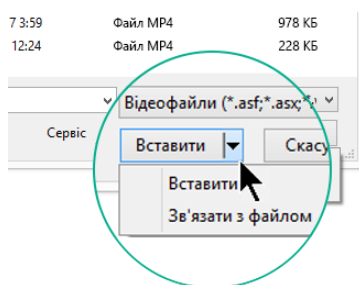 7 3:59 Файл MP4 978 КБ
12:24 Файл MP4 228 КБ
Відеофайли (*.asf;*.asx;*;
Сервіс Вставити Скасу
Вставити
Зв'язати з файлом